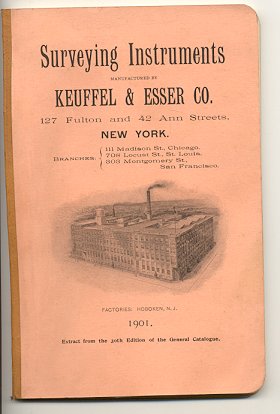 Surveying Instruments
MANUFACTURED BY
KEUFFEL & ESSER CO.
127 Fulton and 42 Ann Streets,
NEW YORK.
BRANCHES: 111 Madison St., Chicago.
708 Locust St., St. Louis.
303 Montgomery St.,
San Francisco.
FACTORIES: HOBOKEN, N. J.
1901.
Extract from the 30th Edition of the General Catalogue.